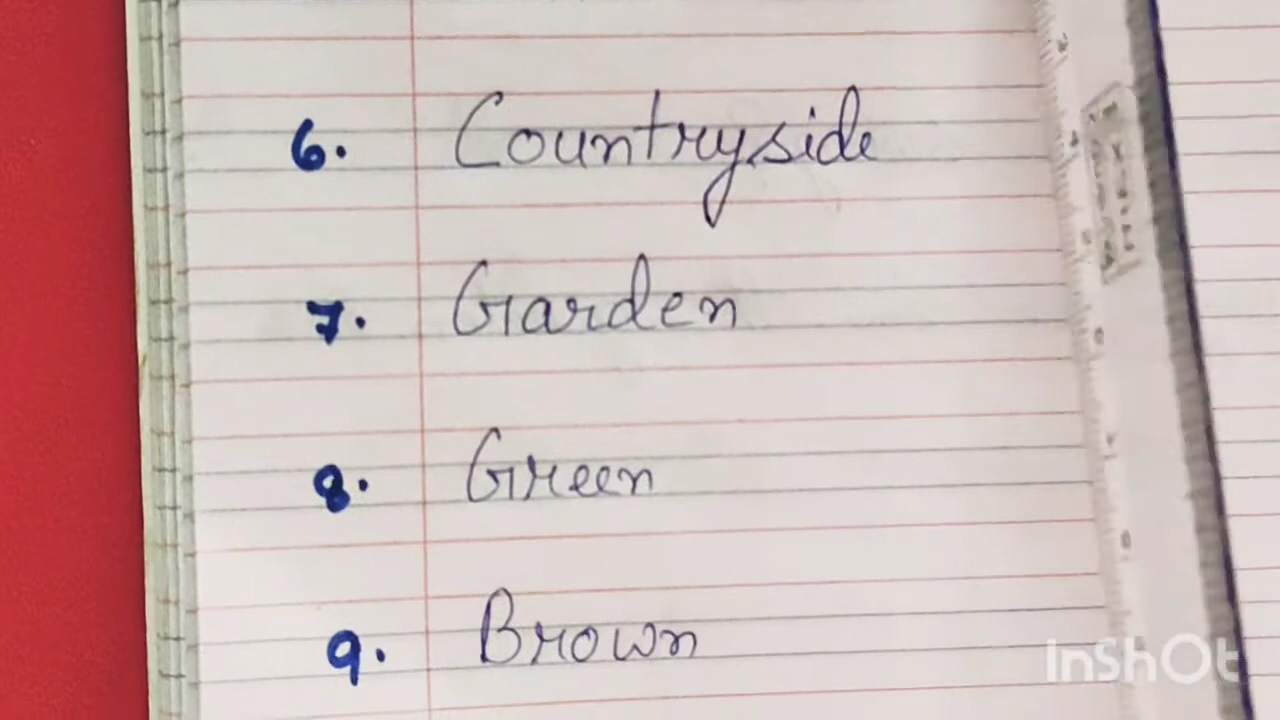 6. Countryside
7. Garden
8. Green
9. Brown
InShOt